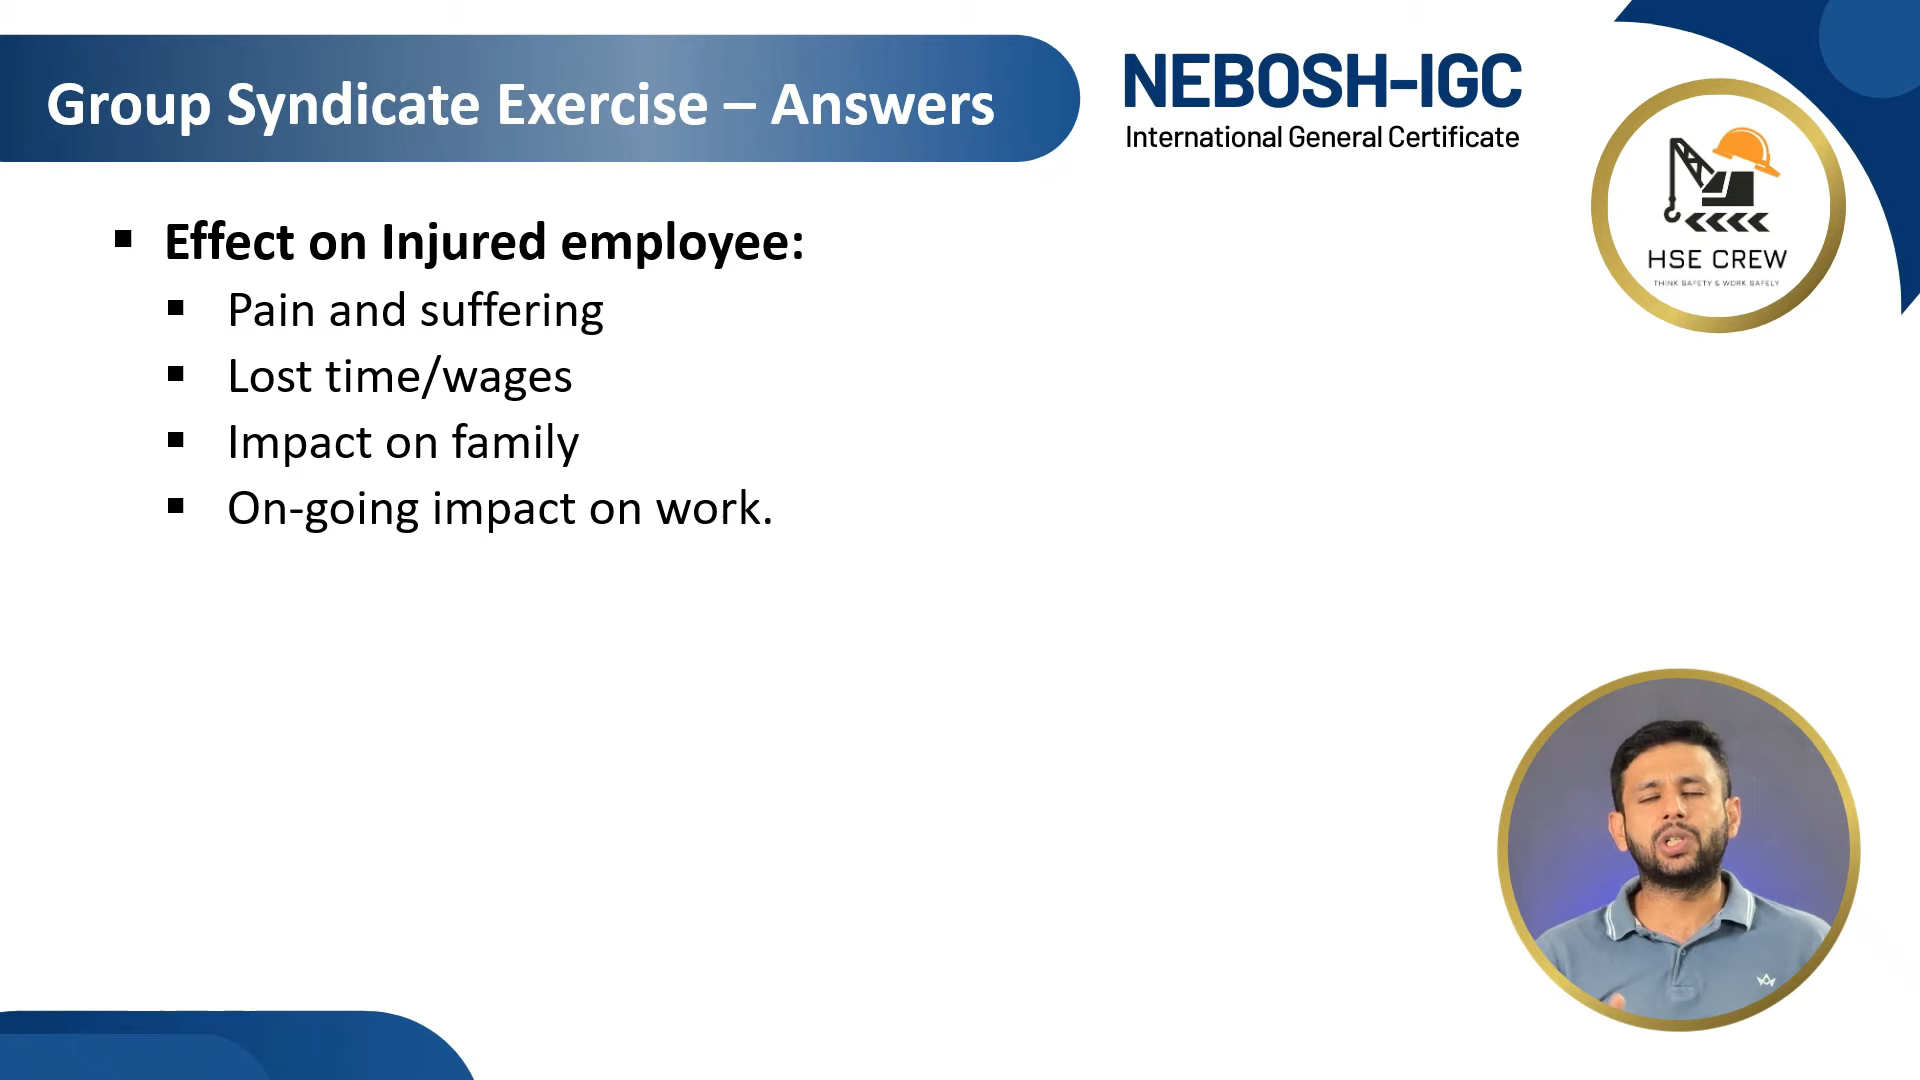 Group Syndicate Exercise – Answers
NEBOSH-IGC
International General Certificate
HSE CREW
THINK SAFETY & WORK SAFELY
▪ Effect on Injured employee:
▪ Pain and suffering
▪ Lost time/wages
▪ Impact on family
▪ On-going impact on work.